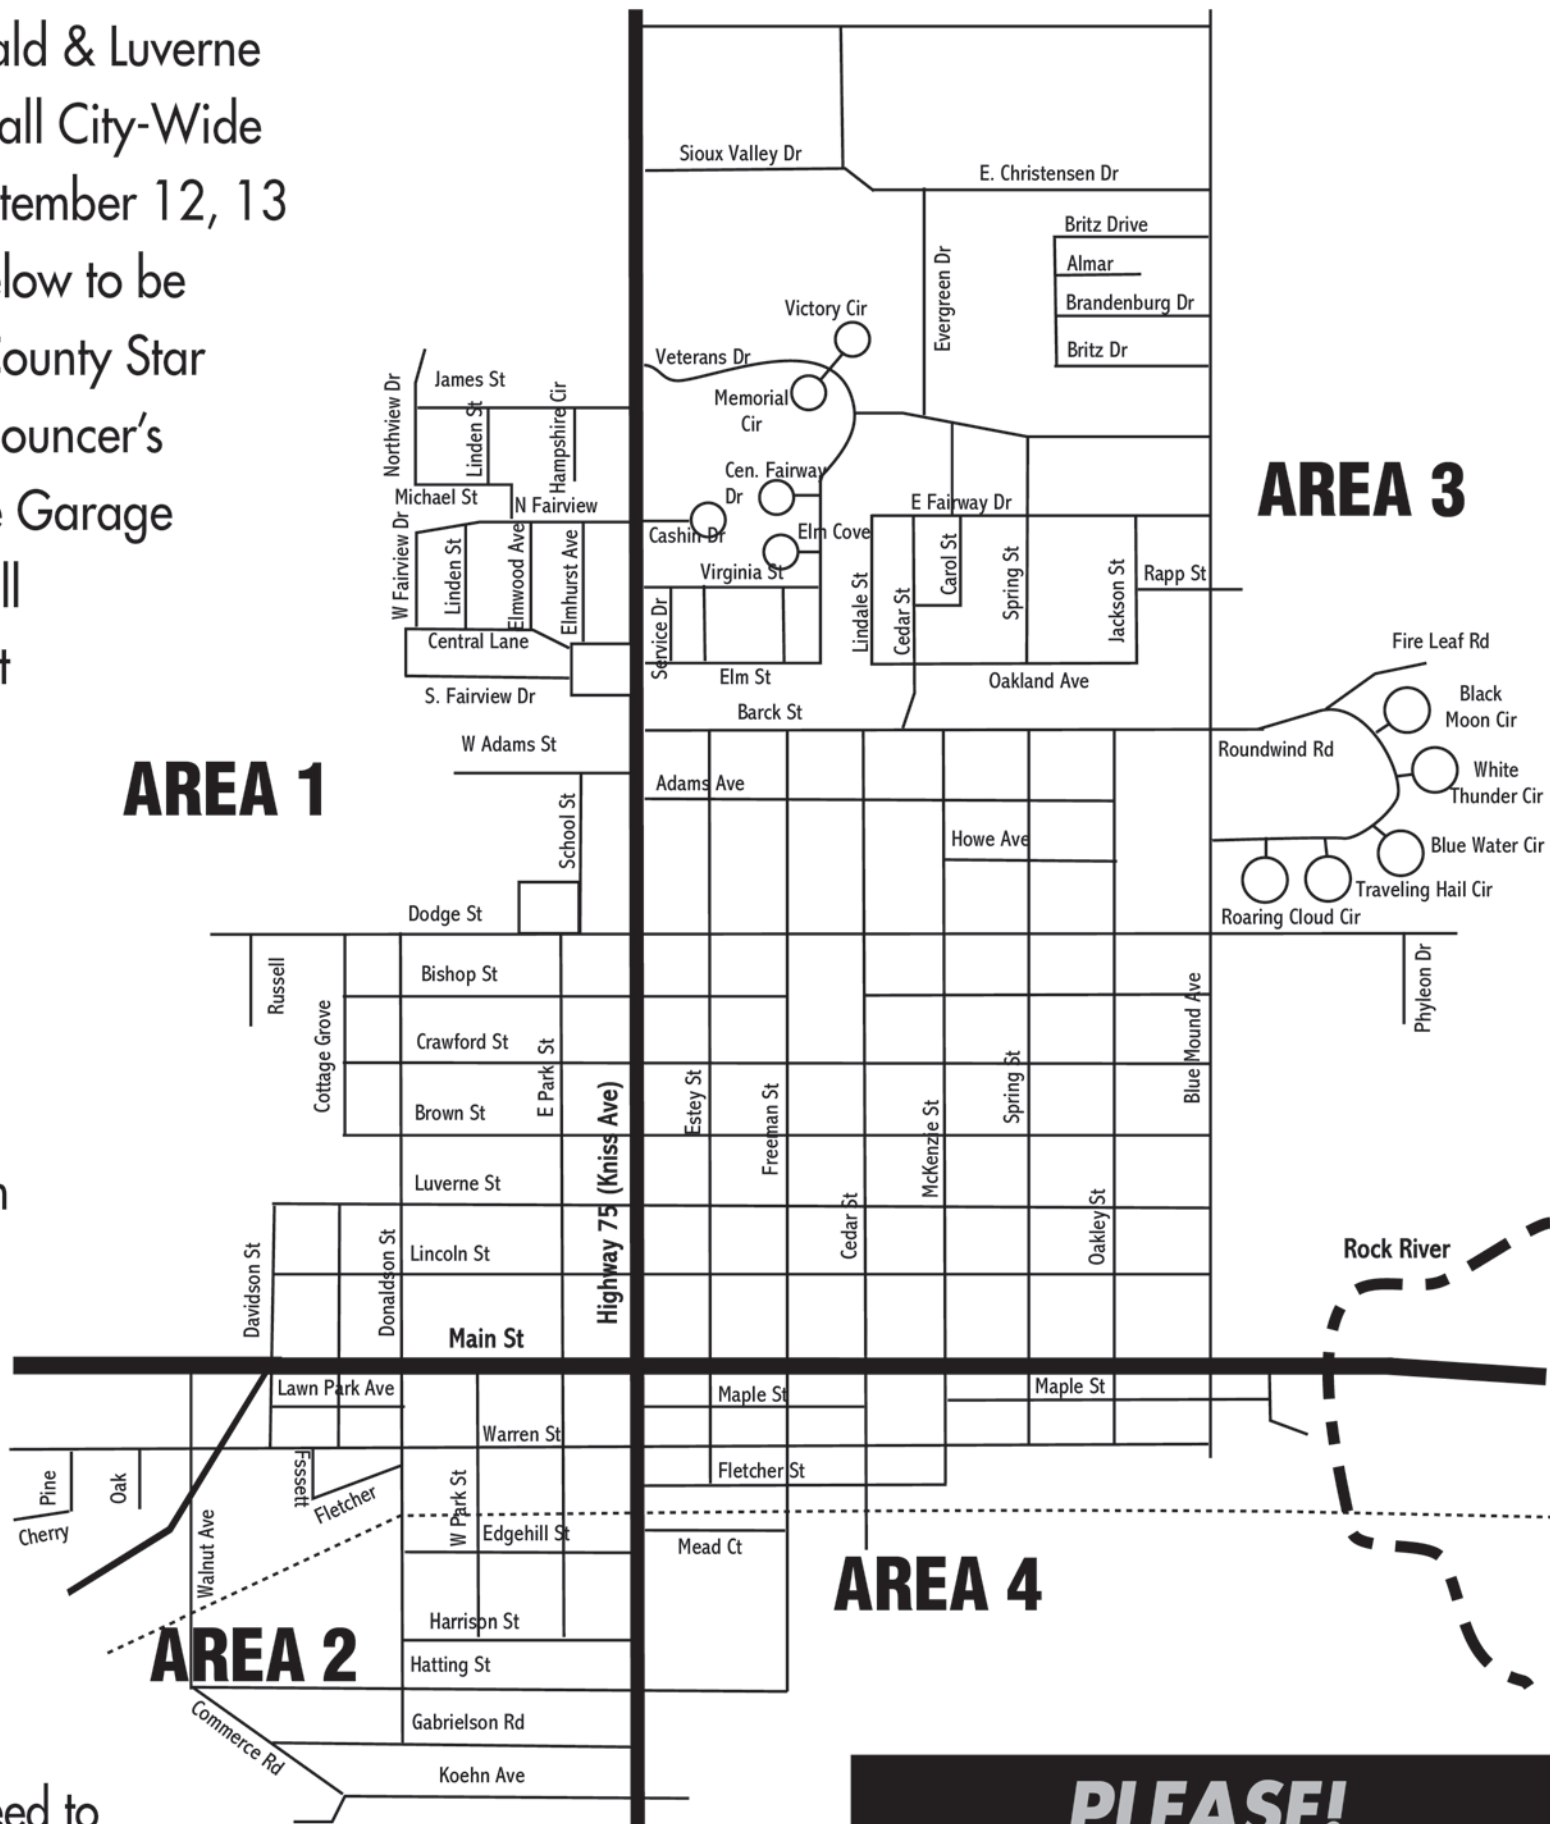 ald & Luverne
all City-Wide
tember 12, 13
elow to be
County Star
ouncer's
e Garage
ll
t
n
eed to
Sioux Valley Dr
E. Christensen Dr
Britz Drive
Almar
Brandenburg Dr
Britz Dr
Evergreen Dr
Victory Cir
Veterans Dr
Memorial
Cir
James St
Northview Dr
Linden St
Hampshire Cir
Michael St
N Fairview
Cen. Fairway
Dr
E Fairway Dr
AREA 3
Cashin Dr
Elm Cove
W Fairview Dr
Linden St
Elmwood Ave
Elmhurst Ave
Virginia St
Service Dr
Lindale St
Cedar St
Carol St
Spring St
Jackson St
Rapp St
Central Lane
Elm St
Oakland Ave
S. Fairview Dr
Fire Leaf Rd
Black
Moon Cir
Barck St
W Adams St
Roundwind Rd
White
Thunder Cir
AREA 1
Adams Ave
School St
Howe Ave
Blue Water Cir
Traveling Hail Cir
Roaring Cloud Cir
Dodge St
Russell
Bishop St
Phyleon Dr
Cottage Grove
Crawford St
E Park St
Blue Mound Ave
Brown St
Highway 75 (Kniss Ave)
Estey St
Freeman St
McKenzie St
Spring St
Luverne St
Cedar St
Oakley St
Davidson St
Donaldson St
Lincoln St
Rock River
Main St
Lawn Park Ave
Maple St
Maple St
Warren St
Fletcher St
Pine
Oak
Cherry
Fsssett
Fletcher
Walnut Ave
W Park St
Edgehill St
Mead Ct
AREA 4
Harrison St
AREA 2
Hatting St
Commerce Rd
Gabrielson Rd
Koehn Ave
PLEASE!